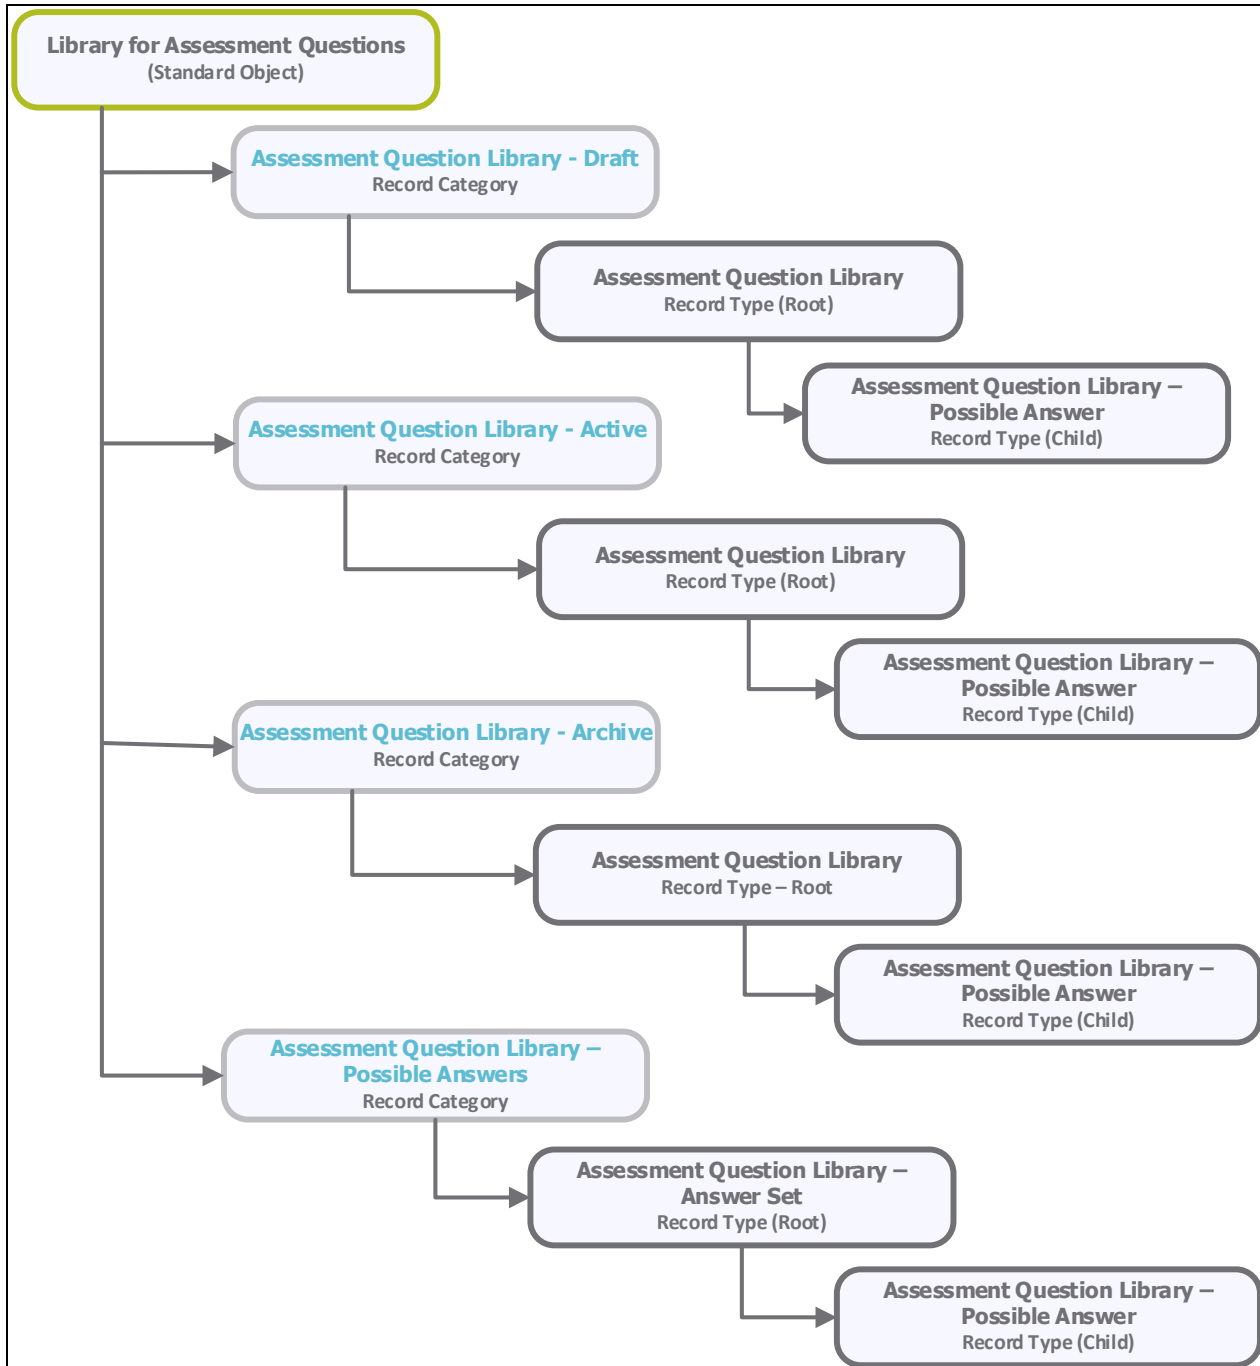 Library for Assessment Questions
(Standard Object)
Assessment Question Library - Draft
Record Category
Assessment Question Library
Record Type (Root)
Assessment Question Library –
Possible Answer
Record Type (Child)
Assessment Question Library - Active
Record Category
Assessment Question Library
Record Type (Root)
Assessment Question Library –
Possible Answer
Record Type (Child)
Assessment Question Library - Archive
Record Category
Assessment Question Library
Record Type – Root
Assessment Question Library –
Possible Answer
Record Type (Child)
Assessment Question Library –
Possible Answers
Record Category
Assessment Question Library –
Answer Set
Record Type (Root)
Assessment Question Library –
Possible Answer
Record Type (Child)